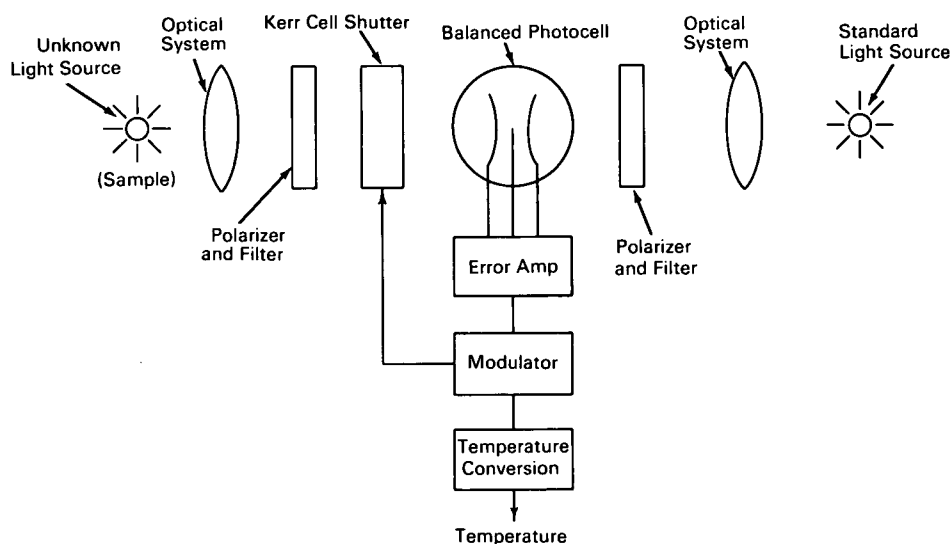 Unknown
Light Source
Optical
System
Kerr Cell Shutter
Balanced Photocell
Optical
System
Standard
Light Source
(Sample)
Polarizer
and Filter
Polarizer
and Filter
Error Amp
Modulator
Temperature
Conversion
Temperature